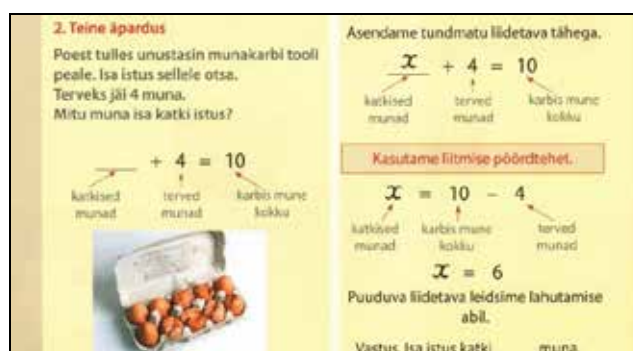 2. Teine äpardus
Poest tulles unustasin munakarbi tooli
peale. Isa istus sellele otsa.
Terveks jäi 4 muna.
Mitu muna isa katki istus?
___ + 4 = 10
katkised terved karbis mune
munad munad kokku
Asendame tundmatu liidetava tähega.
x + 4 = 10
katkised terved karbis mune
munad munad kokku
Kasutame liitmise pöördtehet.
x = 10 - 4
katkised karbis mune terved
munad kokku munad
x = 6
Puuduva liidetava leidsime lahutamise
abil.
Vastus. Isa istus katki ___ muna